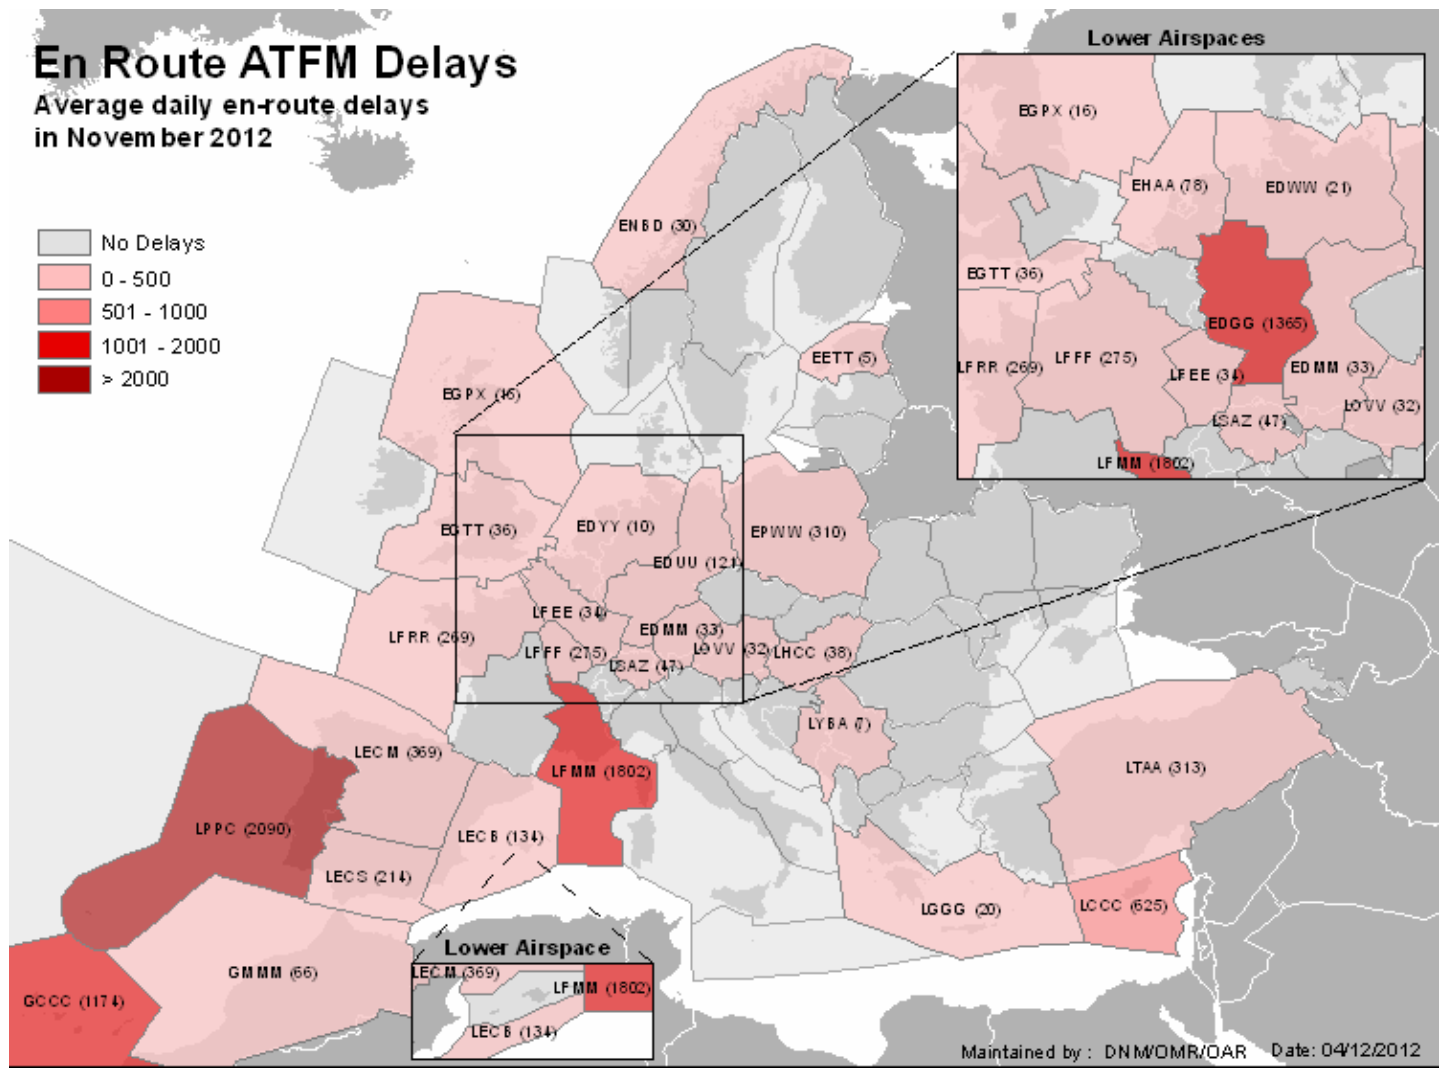 En Route ATFM Delays
Average daily en-route delays
in November 2012
No Delays
0 - 500
501 - 1000
1001 - 2000
> 2000
Lower Airspaces
EGPX (16)
EHAA (78)
EDWW (21)
EGTT (36)
EDGG (1365)
LFRR (269)
LFFF (275)
LFEE (34)
EDMM (33)
LOVV (32)
LSAZ (47)
LFMM (1802)
ENBD (30)
EETT (5)
EGPX (16)
EGTT (36)
EDYY (10)
EPWW (310)
EDUU (121)
LFEE (34)
EDMM (33)
LFRR (269)
LFFF (275)
LSAZ (47)
LOVV (32)
LHCC (38)
LYBA (7)
LECM (369)
LFMM (1802)
LTAA (313)
LPPC (2090)
LECB (134)
LECS (214)
LGGG (20)
LCCC (625)
GMMM (66)
GCCC (1174)
Lower Airspace
LECM (369)
LFMM (1802)
LECB (134)
Maintained by : DNM/OMR/OAR Date: 04/12/2012